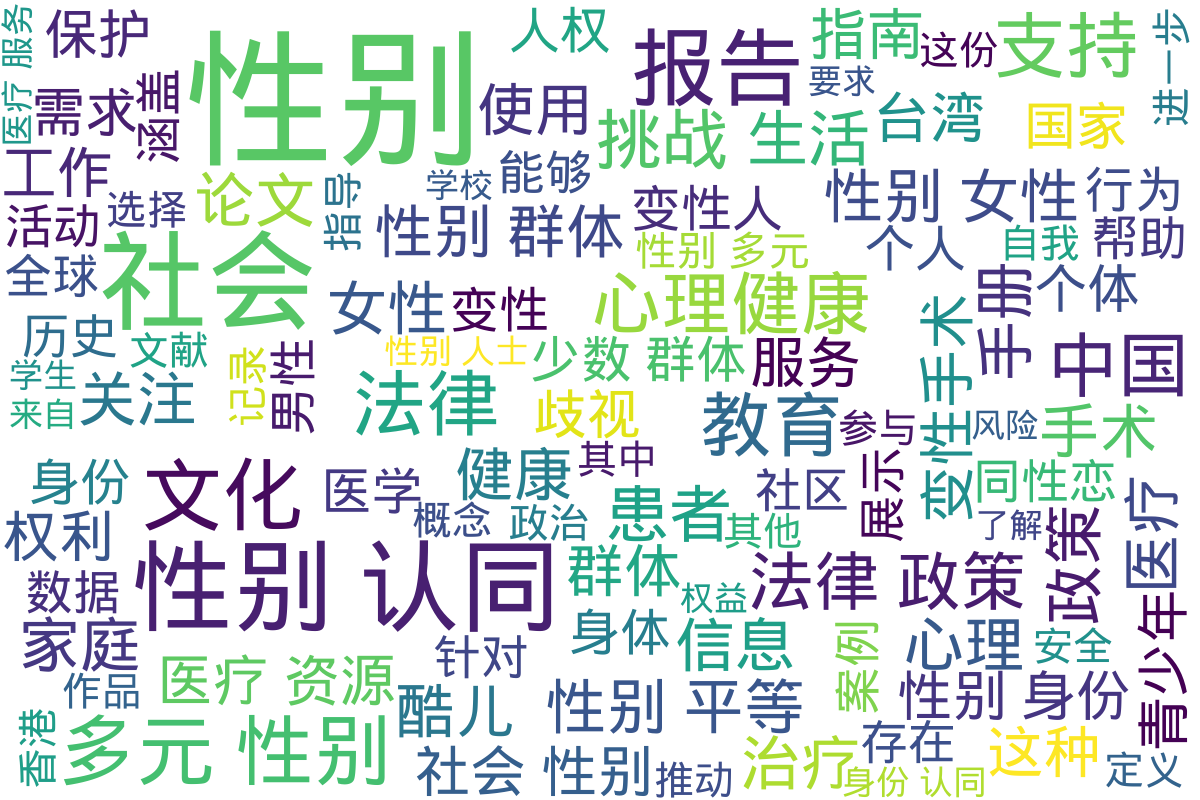 医疗 服务
保护
性别
人权
报告
指南
这份
支持
进一步
要求
需求
涵盖
使用
挑战
生活
台湾
国家
工作
论文
指导
学校
能够
变性人
性别 女性
行为
选择
活动
性别 群体
性别 多元
个人
自我
帮助
全球
社会
女性
变性
心理健康
手册
个体
历史
文献
记录
男性
性别 人士
少数 群体
服务
变性手术
中国
学生
来自
关注
法律
歧视
教育
参与
风险
手术
身份
文化
医学
健康
其中
社区
展示
同性恋
医疗
权利
概念
政治
患者
其他
了解
政策
性别 认同
数据
群体
权益
法律 政策
青少年
家庭
针对
身体
信息
案例
心理
安全
医疗 资源
作品
酷儿
性别 平等
性别 身份
香港
多元 性别
社会 性别
推动
治疗
存在
这种
身份 认同
定义